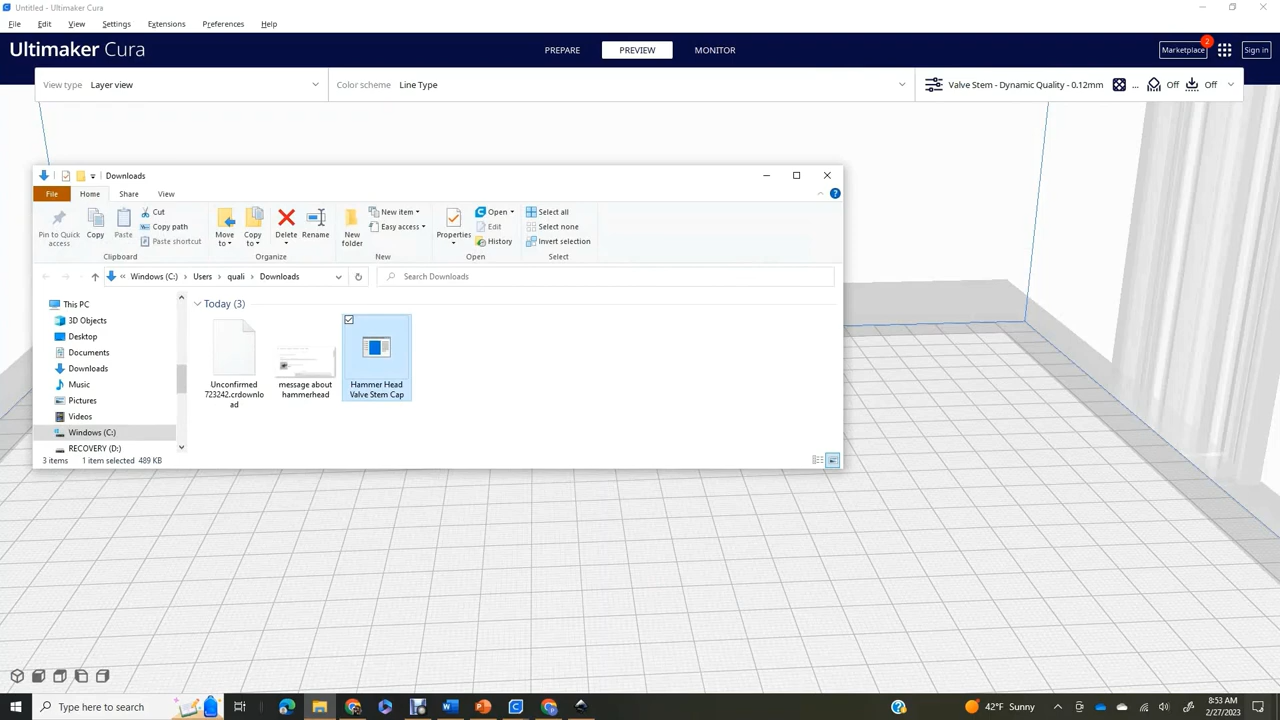 Untitled - Ultimaker Cura
File Edit View Settings Extensions Preferences Help
Ultimaker Cura
PREPARE PREVIEW MONITOR
Marketplace 2 Sign in
View type Layer view Color scheme Line Type Valve Stem - Dynamic Quality - 0.12mm ... Off Off
Downloads
File Home Share View
Pin to Quick access
Copy
Paste
Cut
Copy path
Paste shortcut
Move to
Copy to
Delete
Rename
New folder
New item
Easy access
Properties
Open
Edit
History
Select all
Select none
Invert selection
Clipboard Organize New Open Select
« Windows (C:) > Users > quali > Downloads
Search Downloads
This PC
3D Objects
Desktop
Documents
Downloads
Music
Pictures
Videos
Windows (C:)
RECOVERY (D:)
Today (3)
Unconfirmed
723242.crdownlo
ad
message about
hammerhead
Hammer Head
Valve Stem Cap
3 items 1 item selected 489 KB
Type here to search
42°F Sunny
8:53 AM
2/27/2023